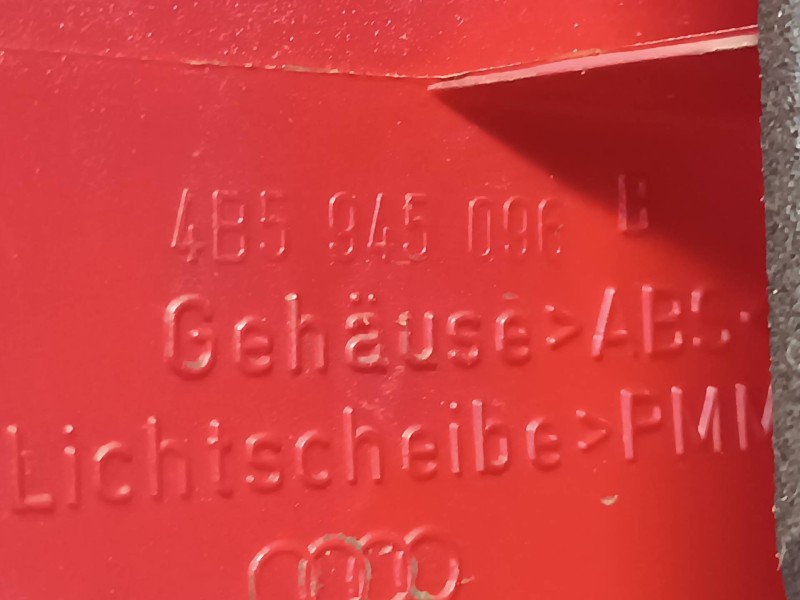 4B5 945 096 B
Gehäuse>ABS-
Lichtscheibe>PMM